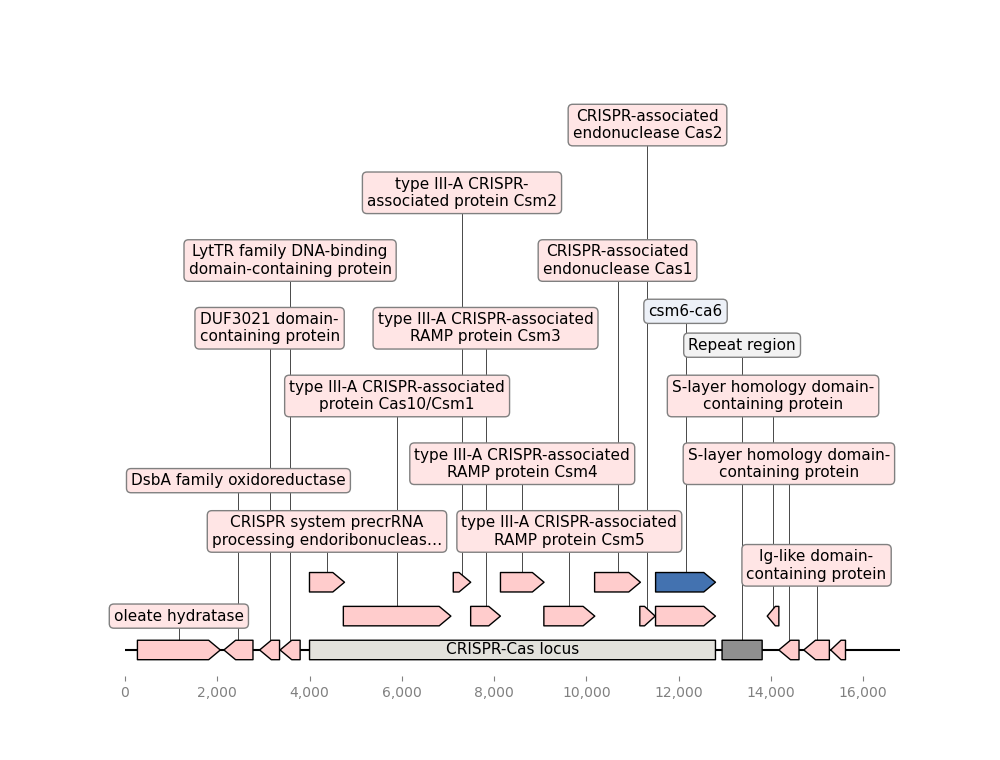 CRISPR-associated
endonuclease Cas2
type III-A CRISPR-
associated protein Csm2
LytTR family DNA-binding
domain-containing protein
CRISPR-associated
endonuclease Cas1
csm6-ca6
DUF3021 domain-
containing protein
type III-A CRISPR-associated
RAMP protein Csm3
Repeat region
type III-A CRISPR-associated
protein Cas10/Csm1
S-layer homology domain-
containing protein
type III-A CRISPR-associated
RAMP protein Csm4
S-layer homology domain-
containing protein
DsbA family oxidoreductase
CRISPR system precrRNA
processing endoribonucleas…
type III-A CRISPR-associated
RAMP protein Csm5
Ig-like domain-
containing protein
oleate hydratase
CRISPR-Cas locus
0 2,000 4,000 6,000 8,000 10,000 12,000 14,000 16,000